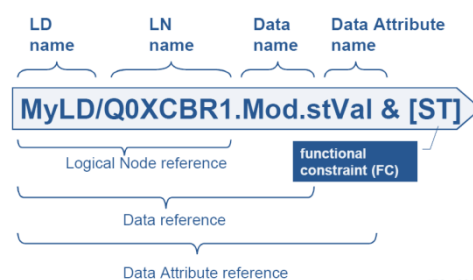 LD name
LN name
Data name
Data Attribute name
MyLD/Q0XCBR1.Mod.stVal & [ST]
functional constraint (FC)
Logical Node reference
Data reference
Data Attribute reference